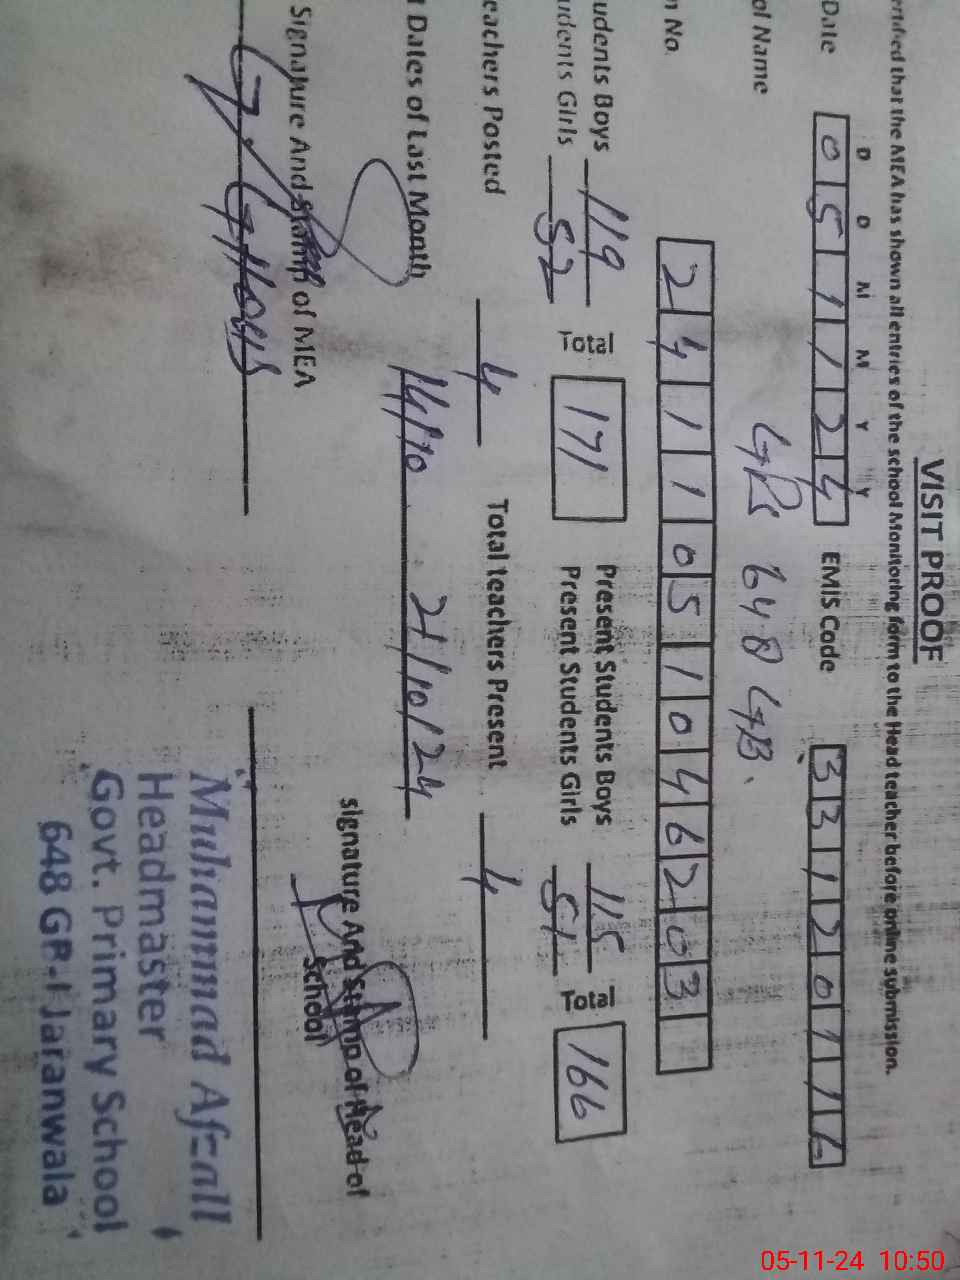 VISIT PROOF
ertified that the MEA has shown all entries of the school Monitoring form to the Head teacher before online submission.
D D M M Y Y
Date 0 5 1 1 2 4 EMIS Code 3 3 1 2 0 1 1 6
ol Name GPS 648 GB.
n No. 2 4 1 1 0 5 1 0 4 6 2 0 3
udents Boys 119 Total 171 Present Students Boys 115 Total 166
udents Girls 52 Present Students Girls 51
eachers Posted 4 Total teachers Present 4
Dates of Last Month 14/10 21/10/24
Signature And Stamp of MEA
signature And Stamp of Head of
School
Muhammad Afzall
Headmaster
Govt. Primary School
648 GB-I Jaranwala
05-11-24 10:50